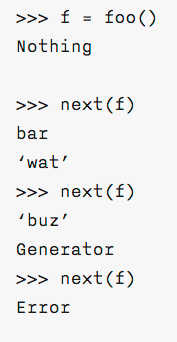 >>> f = foo()
Nothing
>>> next(f)
bar
‘wat’
>>> next(f)
‘buz’
Generator
>>> next(f)
Error